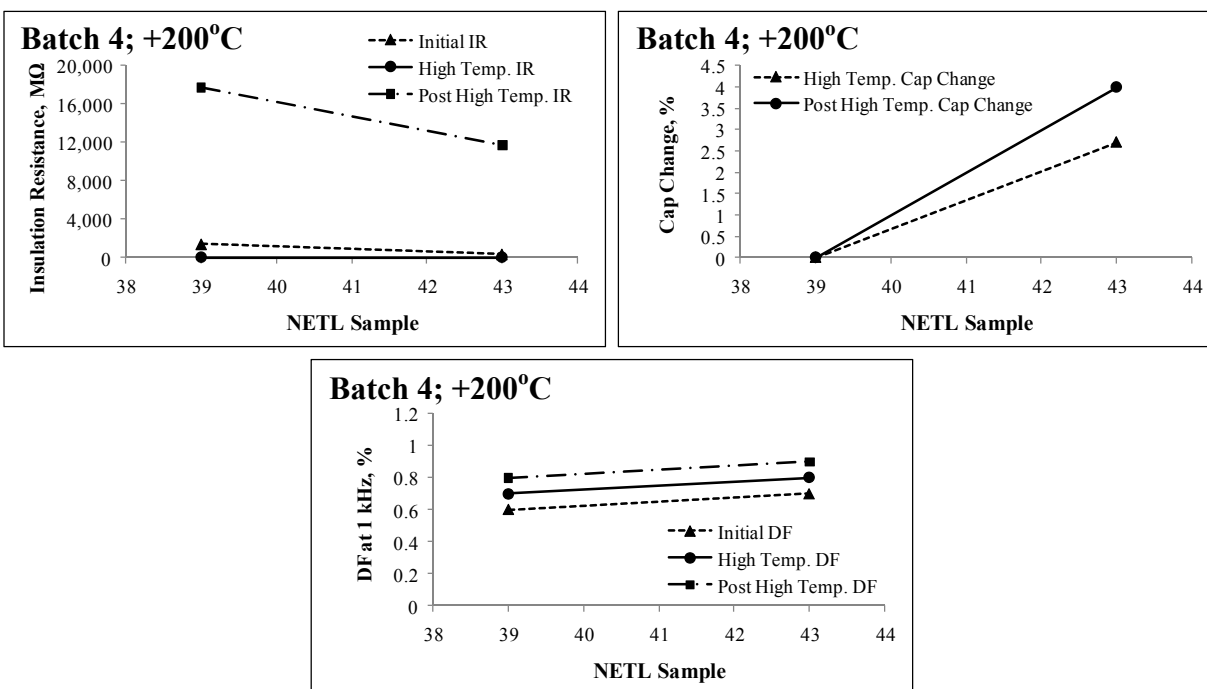 Batch 4; +200°C
Initial IR
High Temp. IR
Post High Temp. IR
Insulation Resistance, MΩ
20,000
16,000
12,000
8,000
4,000
0
38 39 40 41 42 43 44
NETL Sample
Batch 4; +200°C
High Temp. Cap Change
Post High Temp. Cap Change
Cap Change, %
4.5
4
3.5
3
2.5
2
1.5
1
0.5
0
38 39 40 41 42 43 44
NETL Sample
Batch 4; +200°C
DF at 1 kHz, %
1.2
1
0.8
0.6
0.4
0.2
0
Initial DF
High Temp. DF
Post High Temp. DF
38 39 40 41 42 43 44
NETL Sample